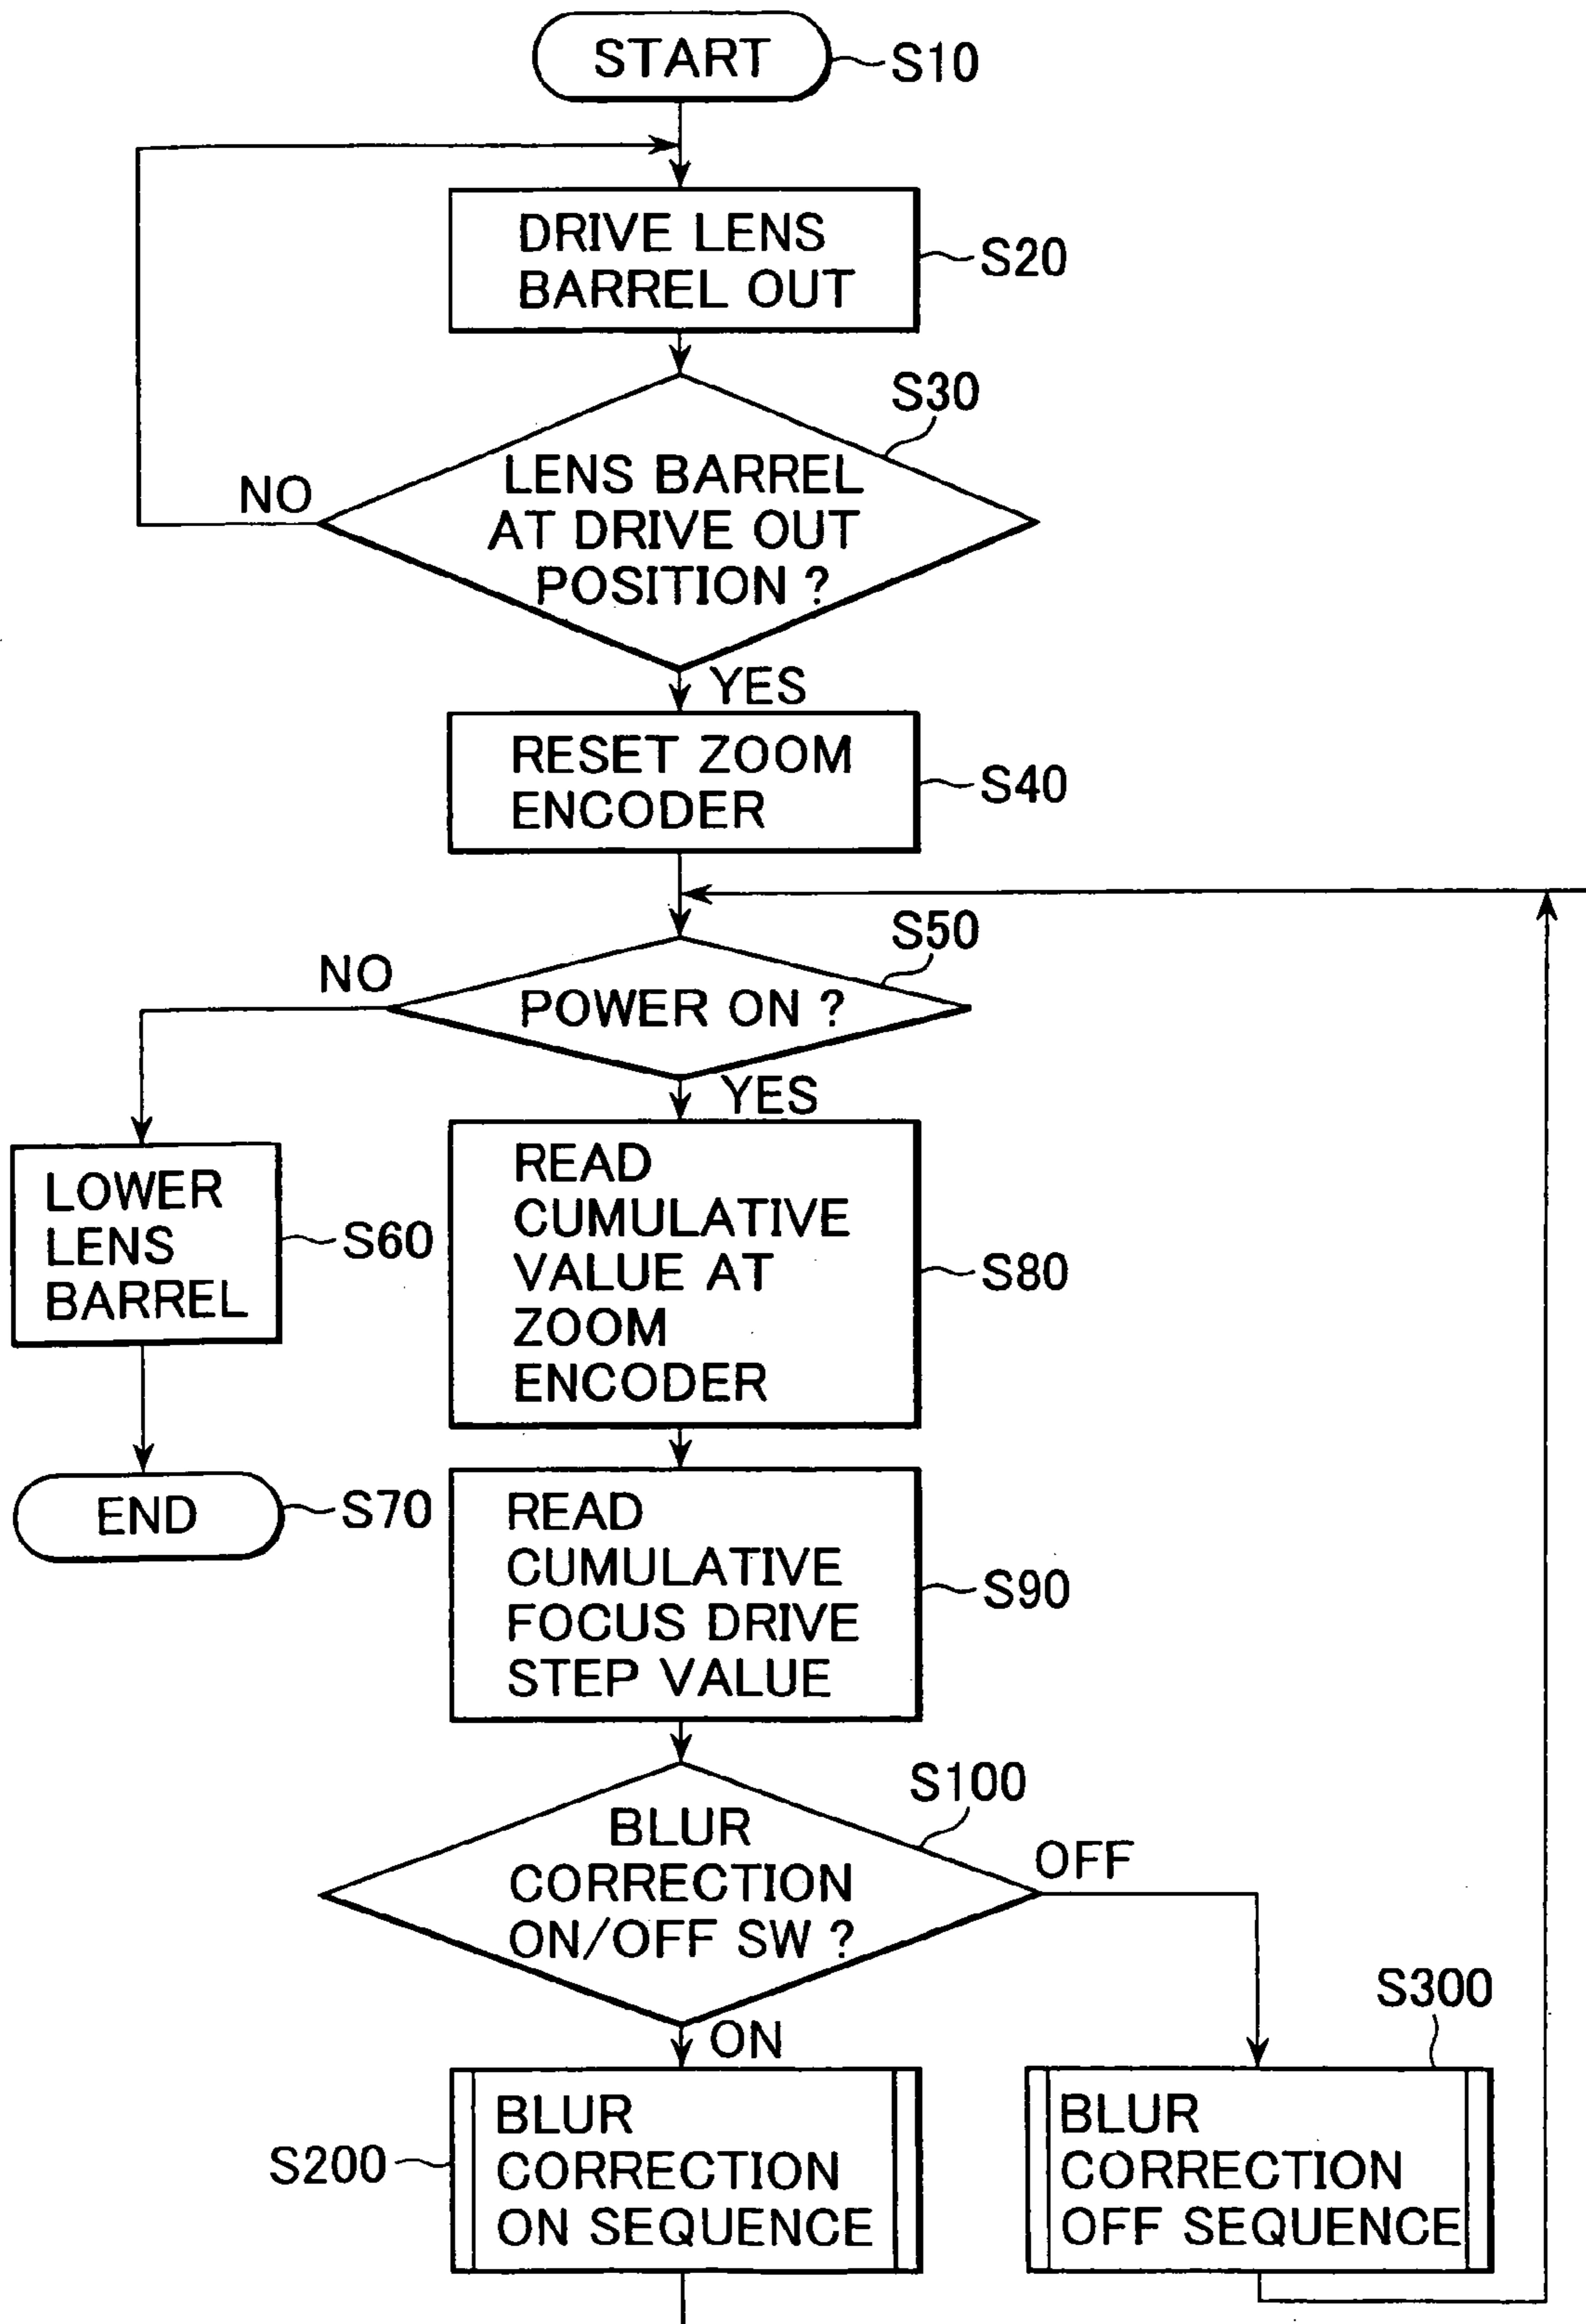 START
S10
DRIVE LENS
BARREL OUT
S20
S30
LENS BARREL
AT DRIVE OUT
POSITION ?
NO
YES
RESET ZOOM
ENCODER
S40
S50
POWER ON ?
NO
YES
LOWER
LENS
BARREL
S60
END
S70
READ
CUMULATIVE
VALUE AT
ZOOM
ENCODER
S80
READ
CUMULATIVE
FOCUS DRIVE
STEP VALUE
S90
S100
BLUR
CORRECTION
ON/OFF SW ?
OFF
ON
S200
BLUR
CORRECTION
ON SEQUENCE
S300
BLUR
CORRECTION
OFF SEQUENCE